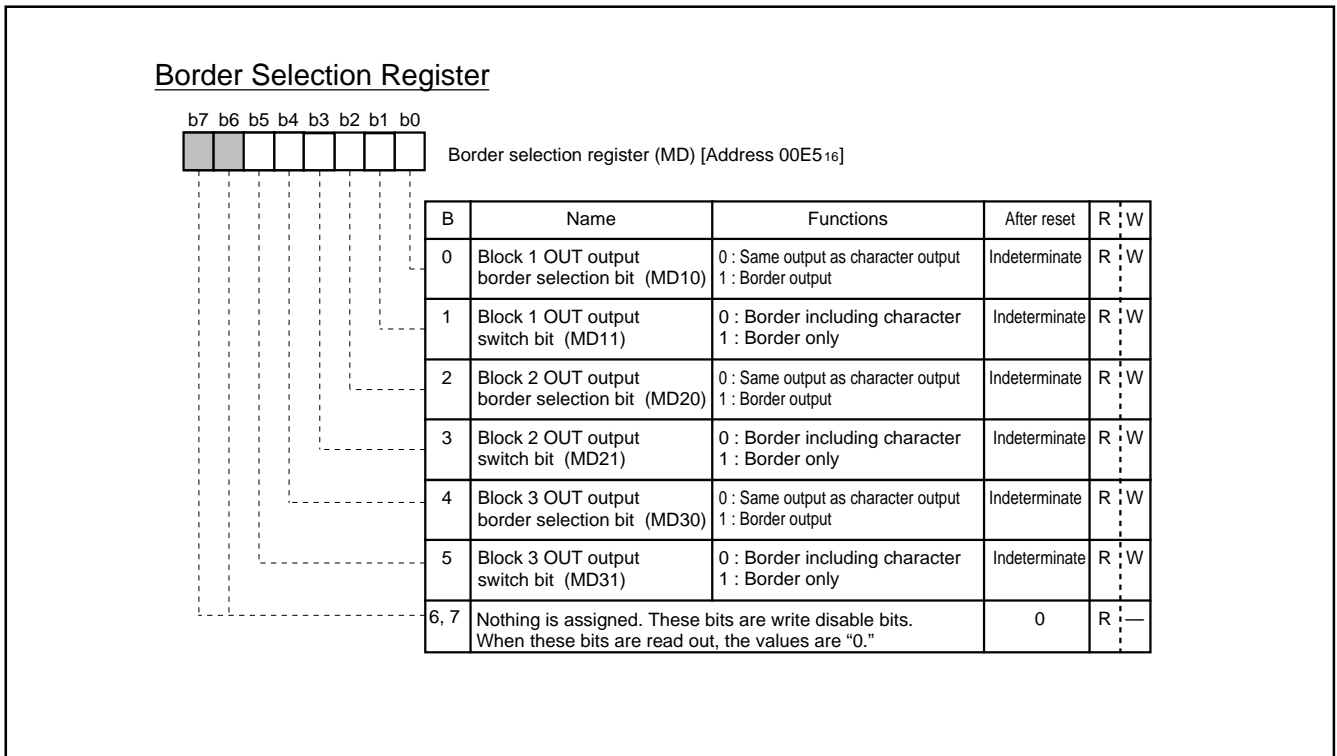 Border Selection Register
b7 b6 b5 b4 b3 b2 b1 b0
Border selection register (MD) [Address 00E516]
B Name Functions After reset R W
0 Block 1 OUT output border selection bit (MD10) 0 : Same output as character output 1 : Border output Indeterminate R W
1 Block 1 OUT output switch bit (MD11) 0 : Border including character 1 : Border only Indeterminate R W
2 Block 2 OUT output border selection bit (MD20) 0 : Same output as character output 1 : Border output Indeterminate R W
3 Block 2 OUT output switch bit (MD21) 0 : Border including character 1 : Border only Indeterminate R W
4 Block 3 OUT output border selection bit (MD30) 0 : Same output as character output 1 : Border output Indeterminate R W
5 Block 3 OUT output switch bit (MD31) 0 : Border including character 1 : Border only Indeterminate R W
6, 7 Nothing is assigned. These bits are write disable bits. When these bits are read out, the values are “0.” 0 R —